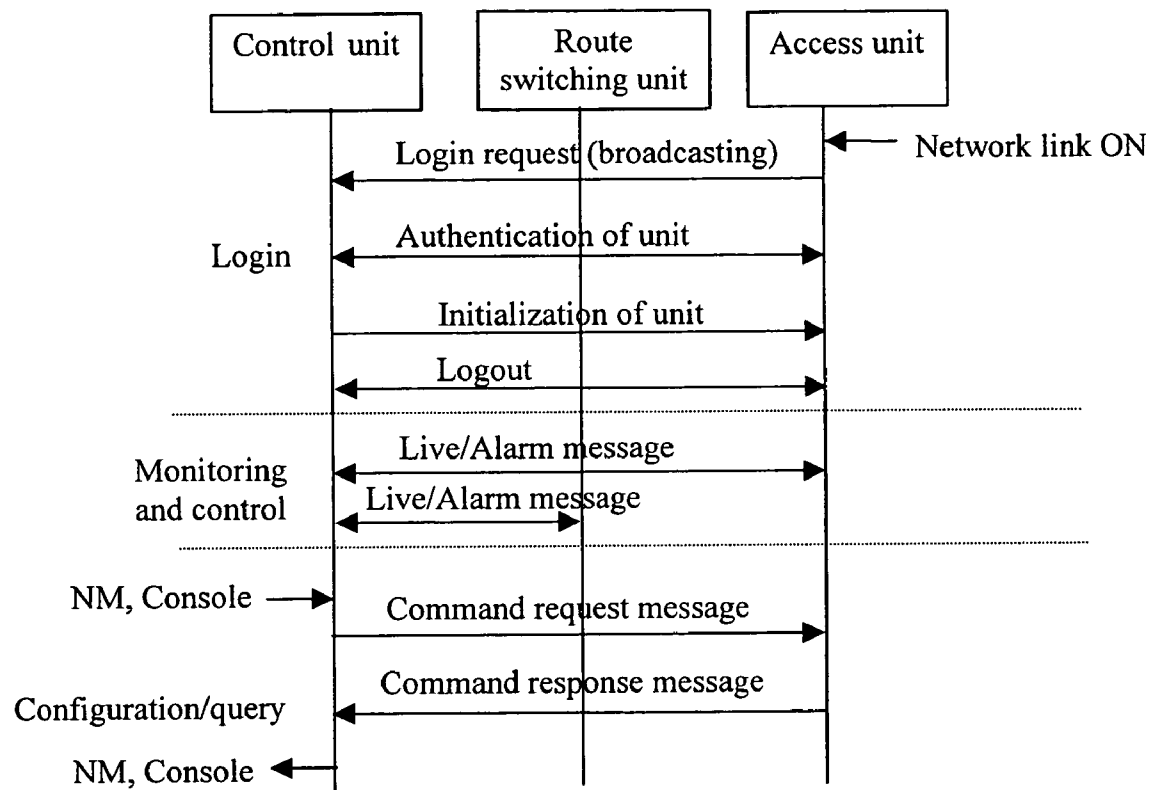 Control unit
Route
switching unit
Access unit
Network link ON
Login request (broadcasting)
Authentication of unit
Login
Initialization of unit
Logout
Live/Alarm message
Monitoring
and control
Live/Alarm message
NM, Console
Command request message
Command response message
Configuration/query
NM, Console